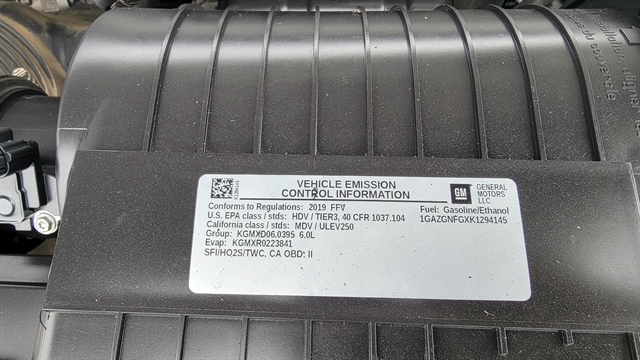 VEHICLE EMISSION
CONTROL INFORMATION
GM
GENERAL
MOTORS
LLC
Conforms to Regulations: 2019 FFV
Fuel: Gasoline/Ethanol
U.S. EPA class / stds: HDV / TIER3, 40 CFR 1037.104
1GAZGNFGXK1294145
California class / stds: MDV / ULEV250
Group: KGMXD06.0395 6.0L
Evap: KGMXR0223841
SFI/HO2S/TWC, CA OBD: II
du couvercle